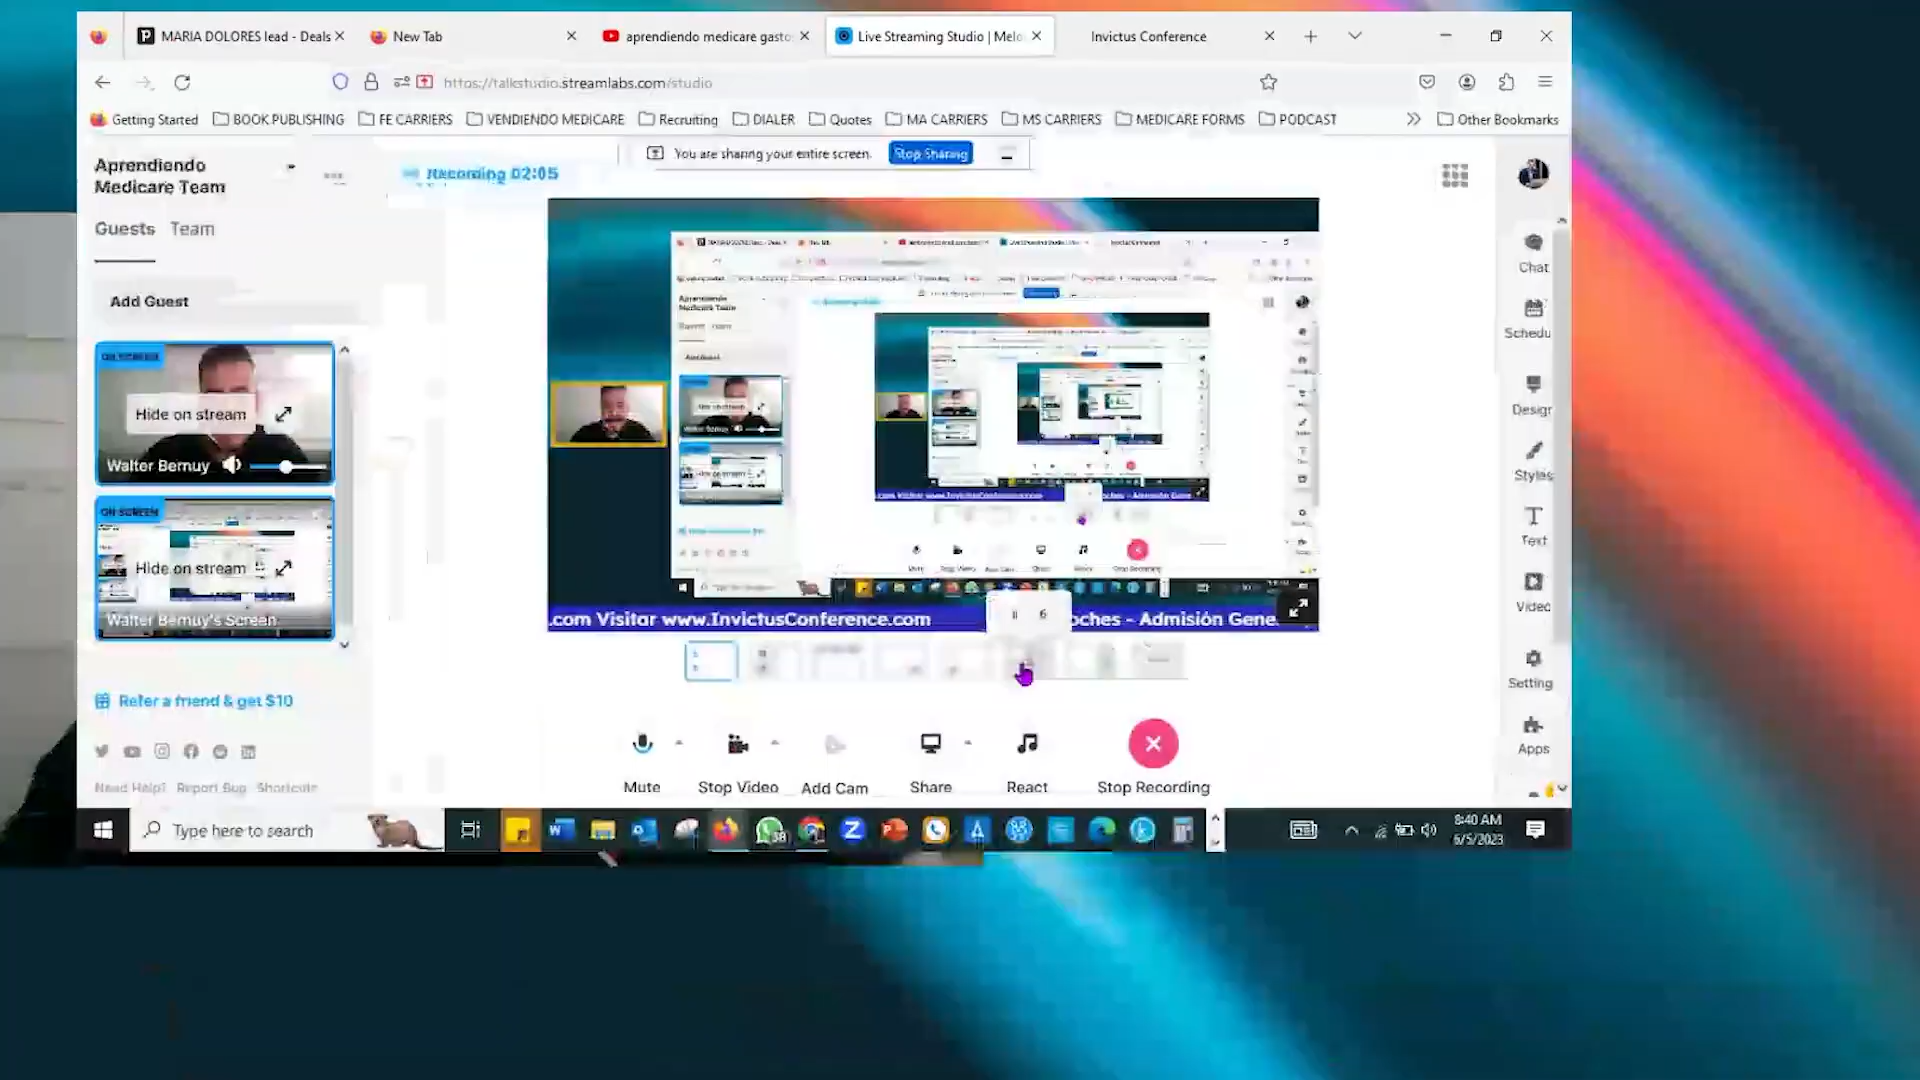 MARIA DOLORES lead - Deals
New Tab
aprendiendo medicare gasto
Live Streaming Studio | Melo
Invictus Conference
https://talkstudio.streamlabs.com/studio
Getting Started
BOOK PUBLISHING
FE CARRIERS
VENDIENDO MEDICARE
Recruiting
DIALER
Quotes
MA CARRIERS
MS CARRIERS
MEDICARE FORMS
PODCAST
Other Bookmarks
You are sharing your entire screen.
Stop Sharing
Aprendiendo
Medicare Team
Recording 02:05
Guests
Team
Add Guest
ON SCREEN
Hide on stream
Walter Bernuy
ON SCREEN
Hide on stream
Walter Bernuy's Screen
Refer a friend & get $10
Need Help?
Report Bug
Shortcuts
.com Visitar www.InvictusConference.com
oches - Admisión Gene
6
Mute
Stop Video
Add Cam
Share
React
Stop Recording
Chat
Schedu
Design
Styles
Text
Video
Setting
Apps
Type here to search
38
8:40 AM
6/5/2023